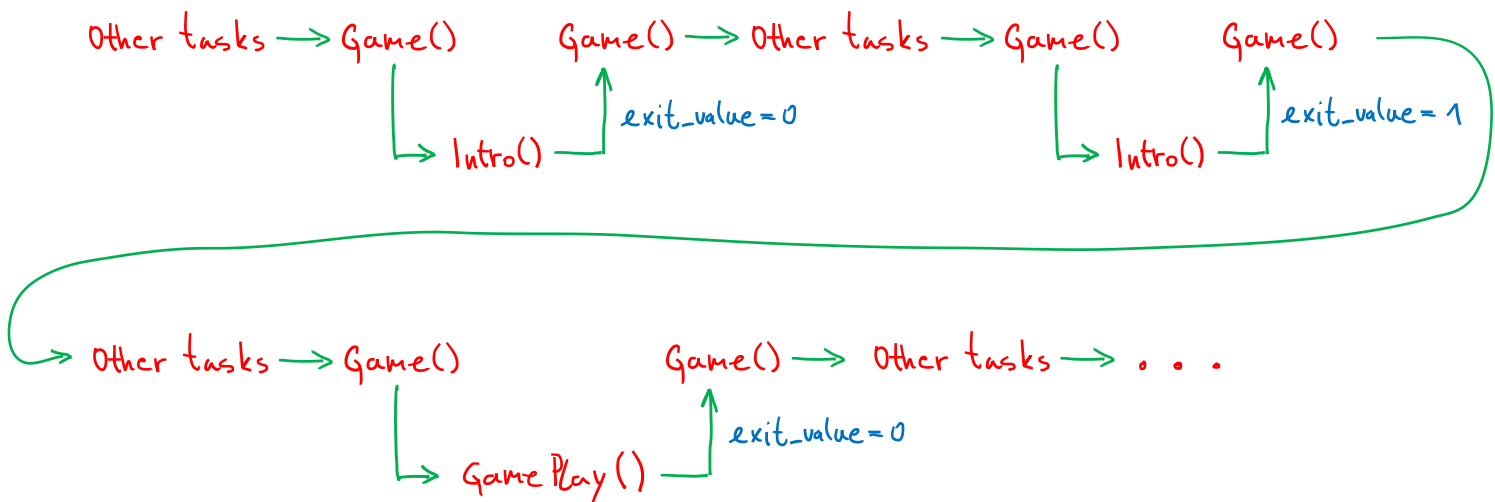 Other tasks Game() Game() Other tasks Game() Game()
exit_value=0 exit_value=1
Intro() Intro()
Other tasks Game() Game() Other tasks ...
exit_value=0
GamePlay()